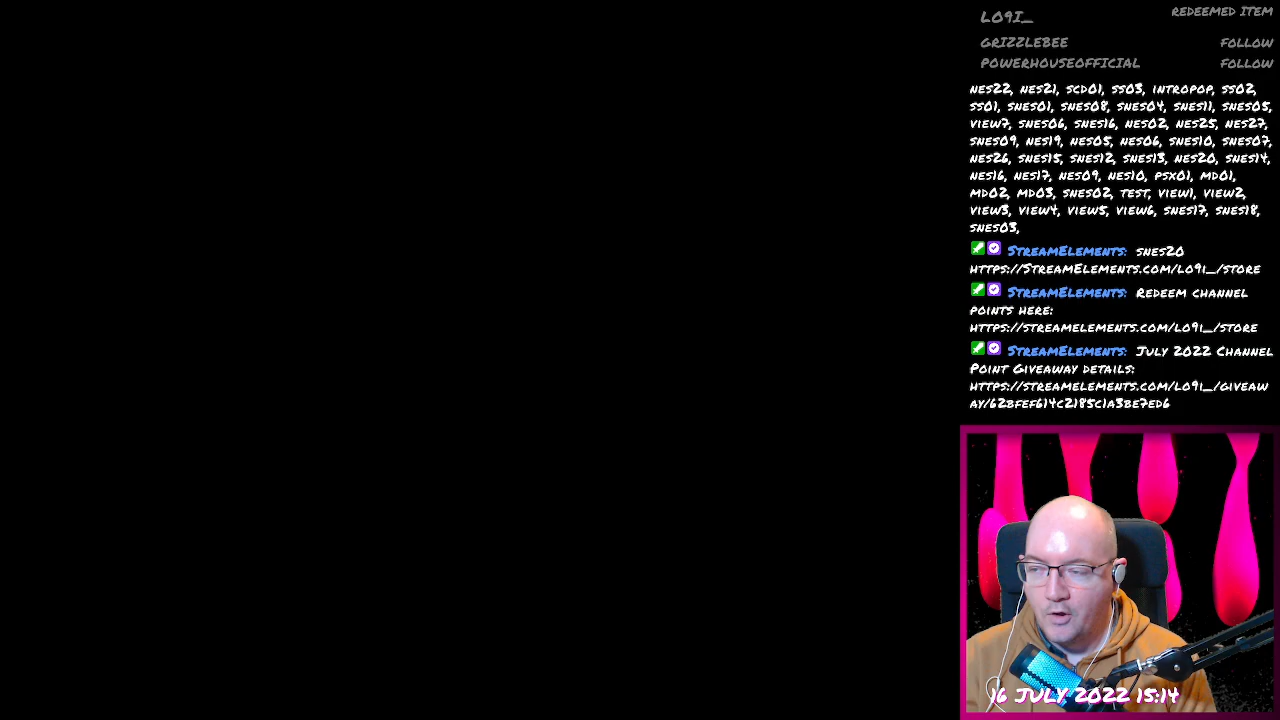 LO9I_ REDEEMED ITEM
GRIZZLEBEE FOLLOW
POWERHOUSEOFFICIAL FOLLOW
NES22, NES21, SCD01, SS03, INTROPOP, SS02,
SS01, SNES01, SNES08, SNES04, SNES11, SNES05,
VIEW7, SNES06, SNES16, NES02, NES25, NES27,
SNES09, NES19, NES05, NES06, SNES10, SNES07,
NES26, SNES15, SNES12, SNES13, NES20, SNES14,
NES16, NES17, NES09, NES10, PSX01, MD01,
MD02, MD03, SNES02, TEST, VIEW1, VIEW2,
VIEW3, VIEW4, VIEW5, VIEW6, SNES17, SNES18,
SNES03,
StreamElements: SNES20
https://StreamElements.com/lo9i_/store
StreamElements: Redeem channel
points here:
https://streamelements.com/lo9i_/store
StreamElements: July 2022 Channel
Point Giveaway details:
https://streamelements.com/lo9i_/giveaw
ay/62bfef614c2185c1a3be7ed6
16 JULY 2022 15:14